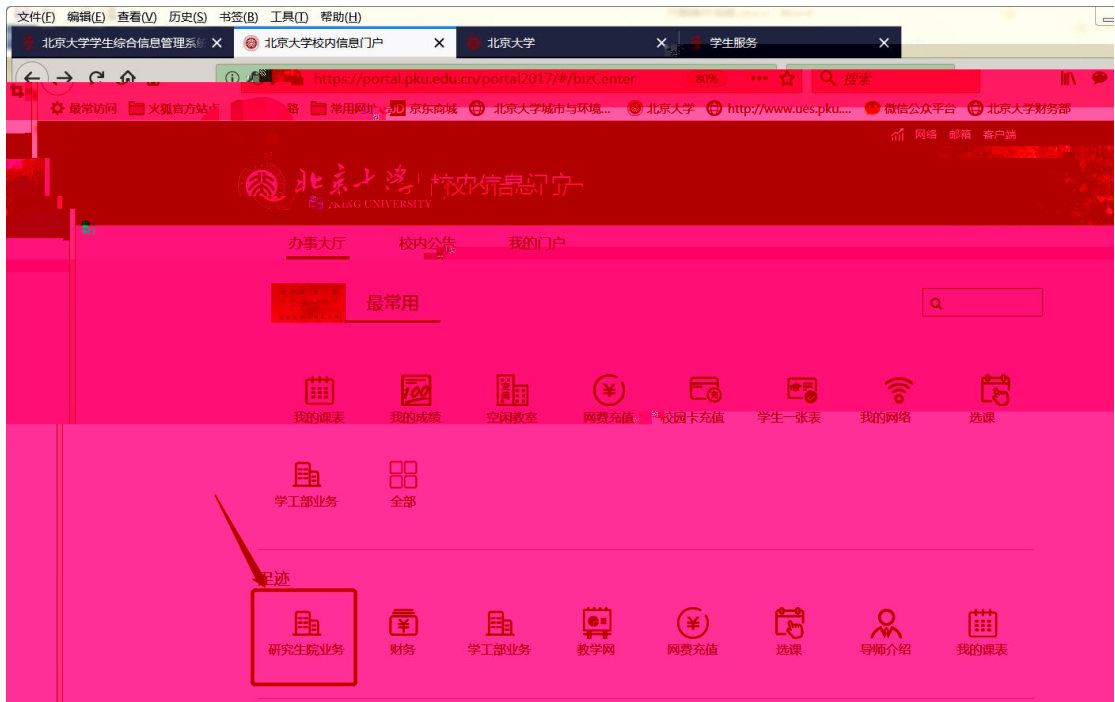 文件(F) 编辑(E) 查看(V) 历史(S) 书签(B) 工具(T) 帮助(H)
北京大学学生综合信息管理系统 北京大学校内信息门户 北京大学 学生服务
https://portal.pku.edu.cn/portal2017/#/bizCenter 80% 搜索
最常访问 火狐官方站点 常用网址 京东商城 北京大学城市与环境... 北京大学 http://www.ues.pku.... 微信公众平台 北京大学财务部
网络 邮箱 客户端
北京大学 校内信息门户
PEKING UNIVERSITY
办事大厅 校内公告 我的门户
最常用
我的课表 我的成绩 空闲教室 网费充值 校园卡充值 学生一张表 我的网络 选课
学工部业务 全部
足迹
研究生院业务 财务 学工部业务 教学网 网费充值 选课 导师介绍 我的课表